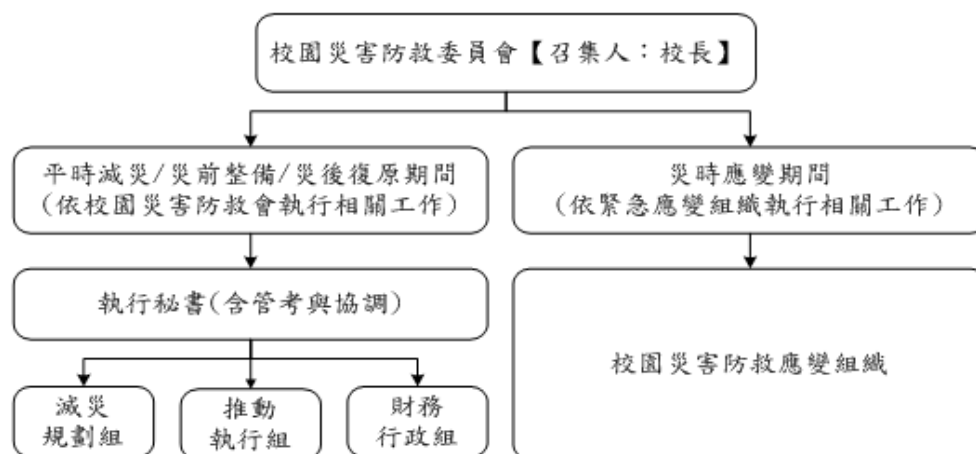 校園災害防救委員會【召集人：校長】
平時減災/災前整備/災後復原期間
(依校園災害防救會執行相關工作)
災時應變期間
(依緊急應變組織執行相關工作)
執行秘書(含管考與協調)
校園災害防救應變組織
減災
規劃組
推動
執行組
財務
行政組